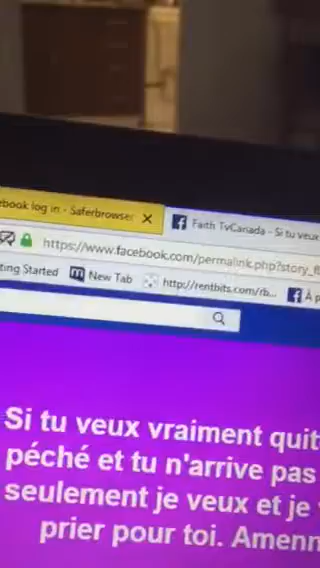 ebook log in - Saferbrowser
Faith TvCanada - Si tu veux
https://www.facebook.com/permalink.php?story_
ting Started
New Tab
http://rentbits.com/rb...
À p
Si tu veux vraiment quit
péché et tu n'arrive pas
seulement je veux et je
prier pour toi. Amenn